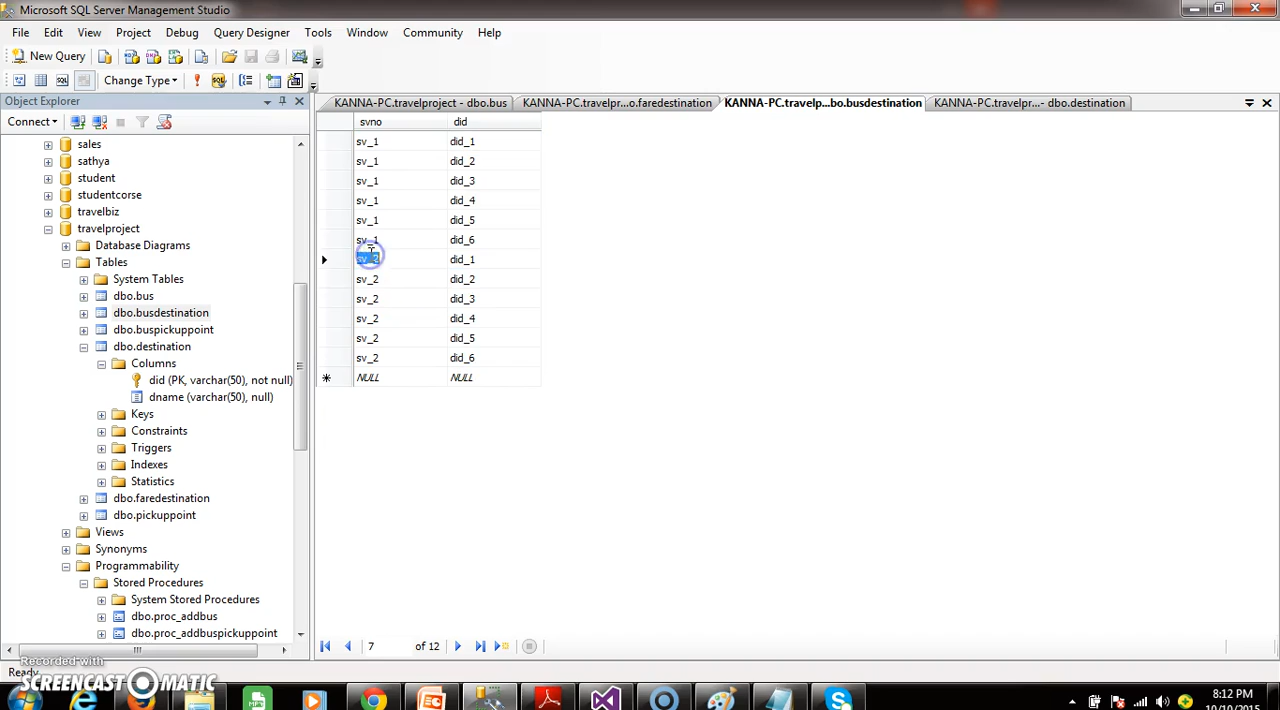 Microsoft SQL Server Management Studio
File Edit View Project Debug Query Designer Tools Window Community Help
New Query
Change Type
Object Explorer
KANNA-PC.travelproject - dbo.bus KANNA-PC.travelpr...o.faredestination KANNA-PC.travelp...bo.busdestination KANNA-PC.travelpr...- dbo.destination
Connect
svno did
sv_1 did_1
sv_1 did_2
sv_1 did_3
sv_1 did_4
sv_1 did_5
sv_1 did_6
sv_2 did_1
sv_2 did_2
sv_2 did_3
sv_2 did_4
sv_2 did_5
sv_2 did_6
NULL NULL
sales
sathya
student
studentcorse
travelbiz
travelproject
Database Diagrams
Tables
System Tables
dbo.bus
dbo.busdestination
dbo.buspickuppoint
dbo.destination
Columns
did (PK, varchar(50), not null)
dname (varchar(50), null)
Keys
Constraints
Triggers
Indexes
Statistics
dbo.faredestination
dbo.pickuppoint
Views
Synonyms
Programmability
Stored Procedures
System Stored Procedures
dbo.proc_addbus
dbo.proc_addbuspickuppoint
7 of 12
Recorded with
Ready
SCREENCAST MATIC
8:12 PM
10/10/2015